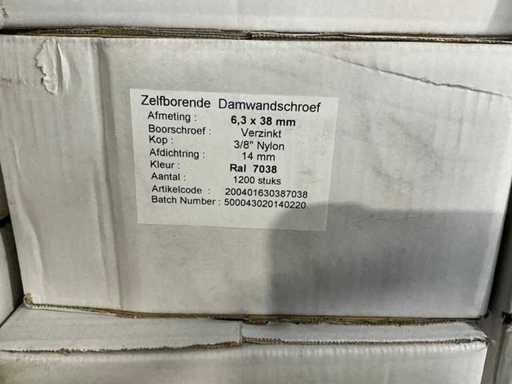 Zelfborende Damwandschroef
Afmeting : 6,3 x 38 mm
Boorschroef : Verzinkt
Kop : 3/8" Nylon
Afdichtring : 14 mm
Kleur : Ral 7038
Aantal : 1200 stuks
Artikelcode : 200401630387038
Batch Number : 500043020140220